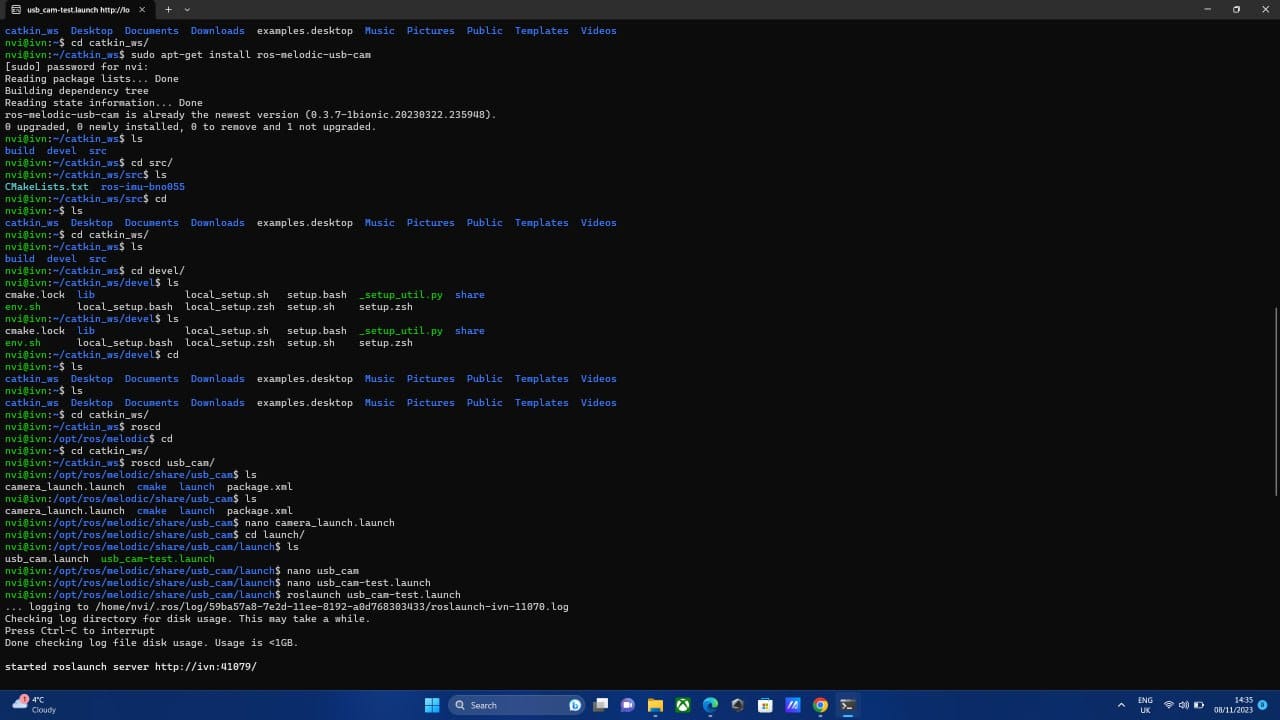 usb_cam-test.launch http://lo
catkin_ws Desktop Documents Downloads examples.desktop Music Pictures Public Templates Videos
nvi@ivn:~$ cd catkin_ws/
nvi@ivn:~/catkin_ws$ sudo apt-get install ros-melodic-usb-cam
[sudo] password for nvi:
Reading package lists... Done
Building dependency tree
Reading state information... Done
ros-melodic-usb-cam is already the newest version (0.3.7-1bionic.20230322.235948).
0 upgraded, 0 newly installed, 0 to remove and 1 not upgraded.
nvi@ivn:~/catkin_ws$ ls
build devel src
nvi@ivn:~/catkin_ws$ cd src/
nvi@ivn:~/catkin_ws/src$ ls
CMakeLists.txt ros-imu-bno055
nvi@ivn:~/catkin_ws/src$ cd
nvi@ivn:~$ ls
catkin_ws Desktop Documents Downloads examples.desktop Music Pictures Public Templates Videos
nvi@ivn:~$ cd catkin_ws/
nvi@ivn:~/catkin_ws$ ls
build devel src
nvi@ivn:~/catkin_ws$ cd devel/
nvi@ivn:~/catkin_ws/devel$ ls
cmake.lock lib local_setup.sh setup.bash _setup_util.py share
env.sh local_setup.bash local_setup.zsh setup.sh setup.zsh
nvi@ivn:~/catkin_ws/devel$ ls
cmake.lock lib local_setup.sh setup.bash _setup_util.py share
env.sh local_setup.bash local_setup.zsh setup.sh setup.zsh
nvi@ivn:~/catkin_ws/devel$ cd
nvi@ivn:~$ ls
catkin_ws Desktop Documents Downloads examples.desktop Music Pictures Public Templates Videos
nvi@ivn:~$ ls
catkin_ws Desktop Documents Downloads examples.desktop Music Pictures Public Templates Videos
nvi@ivn:~$ cd catkin_ws/
nvi@ivn:~/catkin_ws$ roscd
nvi@ivn:/opt/ros/melodic$ cd
nvi@ivn:~$ cd catkin_ws/
nvi@ivn:~/catkin_ws$ roscd usb_cam/
nvi@ivn:/opt/ros/melodic/share/usb_cam$ ls
camera_launch.launch cmake launch package.xml
nvi@ivn:/opt/ros/melodic/share/usb_cam$ ls
camera_launch.launch cmake launch package.xml
nvi@ivn:/opt/ros/melodic/share/usb_cam$ nano camera_launch.launch
nvi@ivn:/opt/ros/melodic/share/usb_cam$ cd launch/
nvi@ivn:/opt/ros/melodic/share/usb_cam/launch$ ls
usb_cam.launch usb_cam-test.launch
nvi@ivn:/opt/ros/melodic/share/usb_cam/launch$ nano usb_cam
nvi@ivn:/opt/ros/melodic/share/usb_cam/launch$ nano usb_cam-test.launch
nvi@ivn:/opt/ros/melodic/share/usb_cam/launch$ roslaunch usb_cam-test.launch
... logging to /home/nvi/.ros/log/59ba57a8-7e2d-11ee-8192-a0d768303433/roslaunch-ivn-11070.log
Checking log directory for disk usage. This may take a while.
Press Ctrl-C to interrupt
Done checking log file disk usage. Usage is <1GB.
started roslaunch server http://ivn:41079/
1
4°C
Cloudy
Search
ENG
UK
14:35
08/11/2023